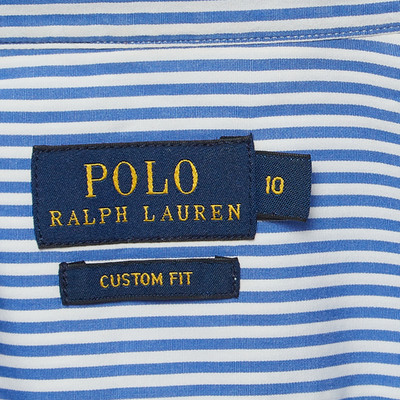 POLO
RALPH LAUREN
10
CUSTOM FIT